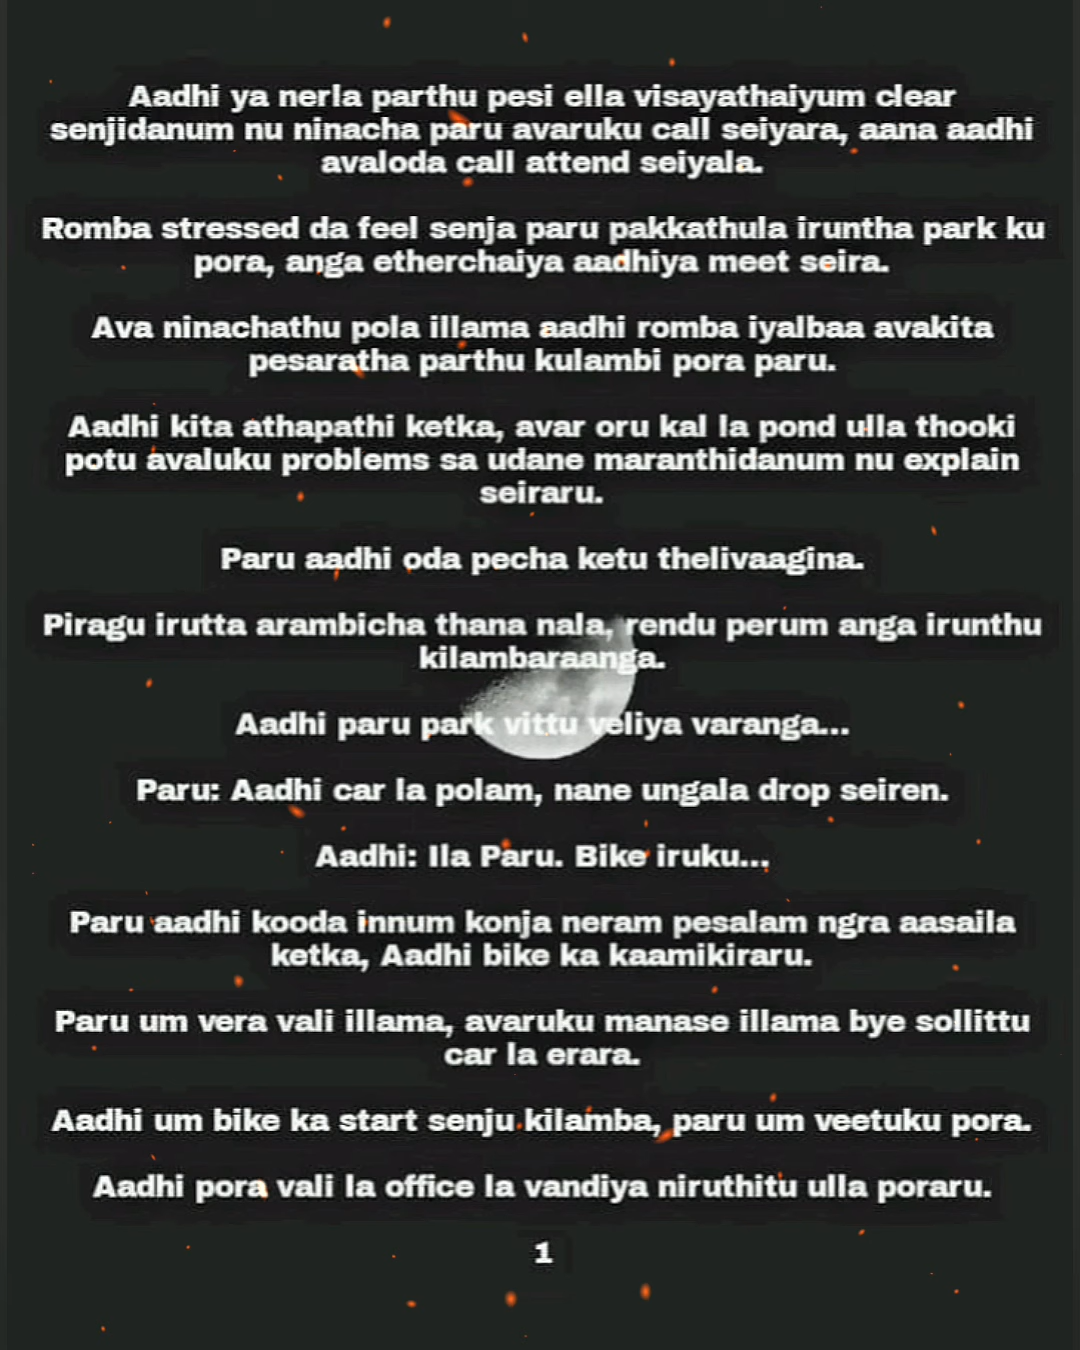 Aadhi ya nerla parthu pesi ella visayathaiyum clear
senjidanum nu ninacha paru avaruku call seiyara, aana aadhi
avaloda call attend seiyala.
Romba stressed da feel senja paru pakkathula iruntha park ku
pora, anga etherchaiya aadhiya meet seira.
Ava ninachathu pola illama aadhi romba iyalbaa avakita
pesaratha parthu kulambi pora paru.
Aadhi kita athapathi ketka, avar oru kal la pond ulla thooki
potu avaluku problems sa udane maranthidanum nu explain
seiraru.
Paru aadhi oda pecha ketu thelivaagina.
Piragu irutta arambicha thana nala, rendu perum anga irunthu
kilambaraanga.
Aadhi paru park vittu veliya varanga...
Paru: Aadhi car la polam, nane ungala drop seiren.
Aadhi: Ila Paru. Bike iruku...
Paru aadhi kooda innum konja neram pesalam ngra aasaila
ketka, Aadhi bike ka kaamikiraru.
Paru um vera vali illama, avaruku manase illama bye sollittu
car la erara.
Aadhi um bike ka start senju kilamba, paru um veetuku pora.
Aadhi pora vali la office la vandiya niruthitu ulla poraru.
1